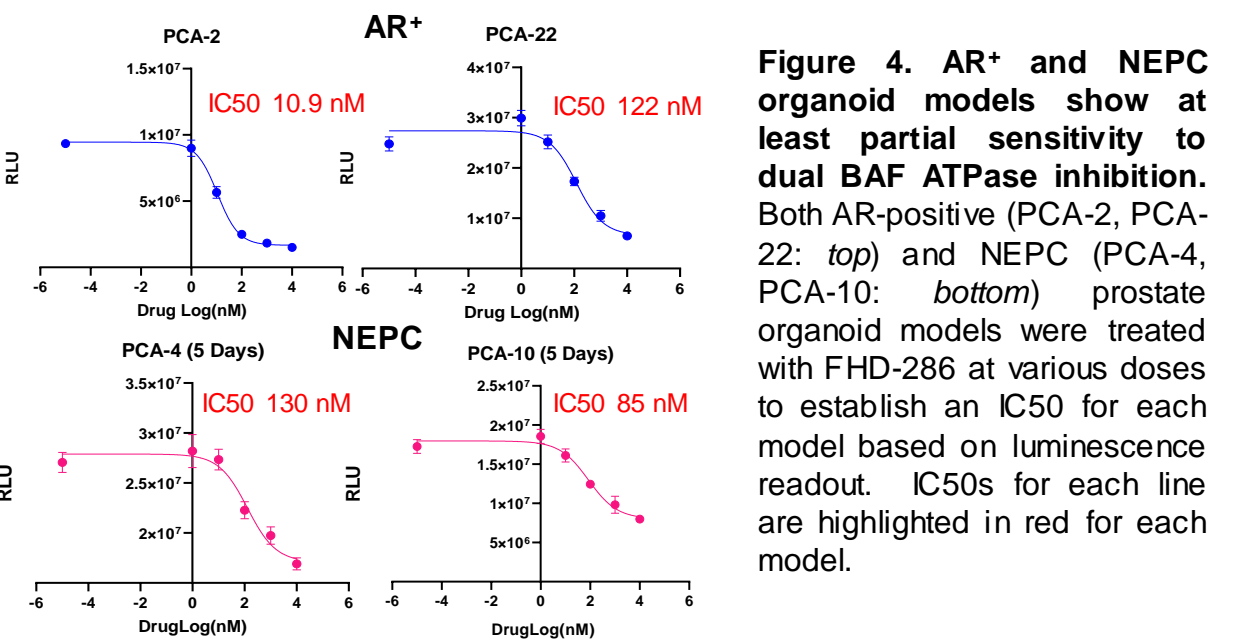 AR⁺
PCA-2
1.5×10⁷
1×10⁷
5×10⁶
RLU
IC50 10.9 nM
-6 -4 -2 0 2 4 6
Drug Log(nM)
PCA-22
4×10⁷
3×10⁷
2×10⁷
1×10⁷
RLU
IC50 122 nM
-6 -4 -2 0 2 4 6
Drug Log(nM)
NEPC
PCA-4 (5 Days)
3.5×10⁷
3×10⁷
2.5×10⁷
2×10⁷
RLU
IC50 130 nM
-6 -4 -2 0 2 4 6
DrugLog(nM)
PCA-10 (5 Days)
2.5×10⁷
2×10⁷
1.5×10⁷
1×10⁷
5×10⁶
RLU
IC50 85 nM
-6 -4 -2 0 2 4 6
DrugLog(nM)
Figure 4. AR⁺ and NEPC
organoid models show at
least partial sensitivity to
dual BAF ATPase inhibition.
Both AR-positive (PCA-2, PCA-
22: top) and NEPC (PCA-4,
PCA-10: bottom) prostate
organoid models were treated
with FHD-286 at various doses
to establish an IC50 for each
model based on luminescence
readout. IC50s for each line
are highlighted in red for each
model.